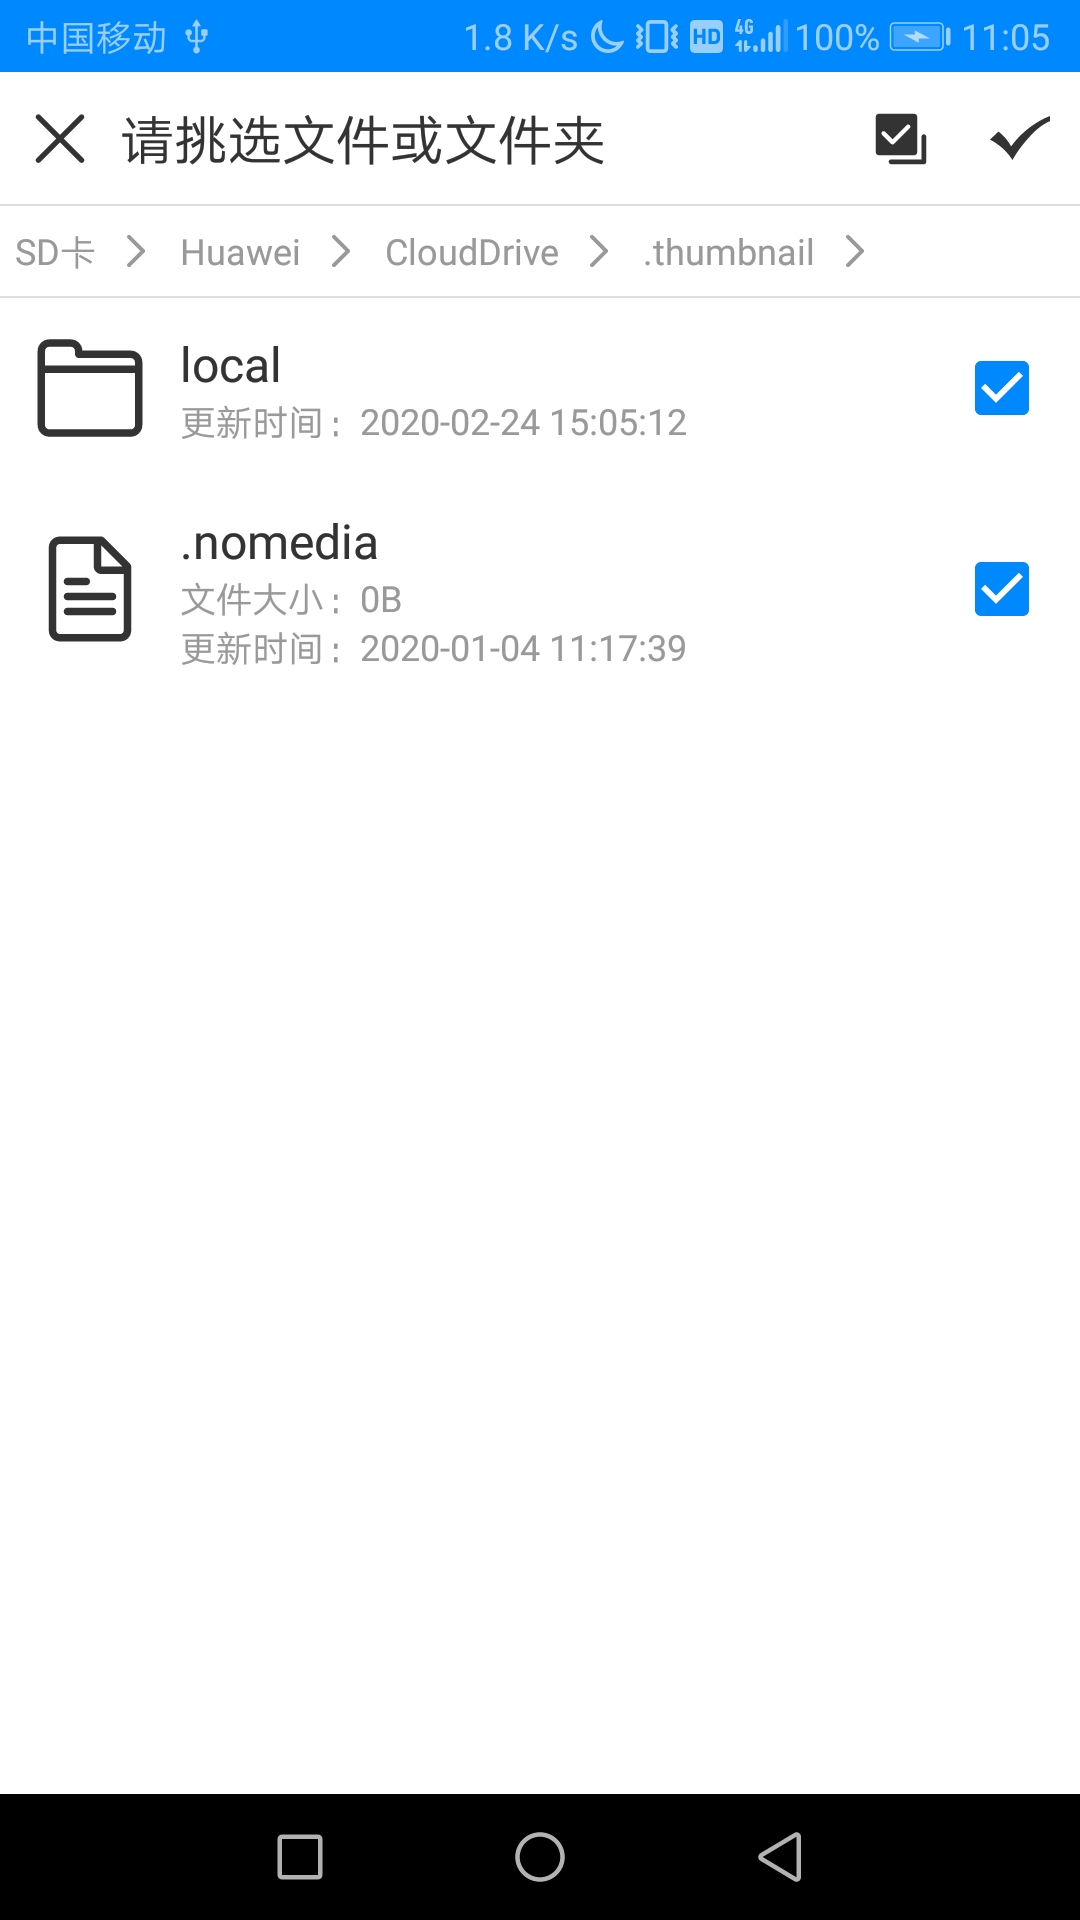 中国移动 1.8 K/s HD 4G 100% 11:05
请挑选文件或文件夹
SD卡 Huawei CloudDrive .thumbnail
local
更新时间：2020-02-24 15:05:12
.nomedia
文件大小：0B
更新时间：2020-01-04 11:17:39